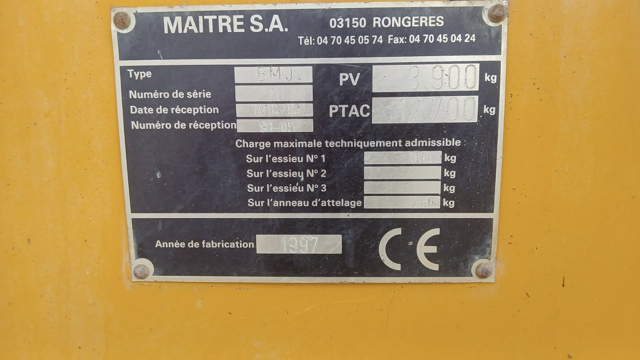 MAITRE S.A.
03150 RONGERES
Tél: 04 70 45 05 74 Fax: 04 70 45 04 24
Type
Numéro de série
Date de réception
Numéro de réception
PV 3.900 kg
PTAC kg
Charge maximale techniquement admissible :
Sur l'essieu N° 1 kg
Sur l'essieu N° 2 kg
Sur l'essieu N° 3 kg
Sur l'anneau d'attelage kg
Année de fabrication 1997
CE